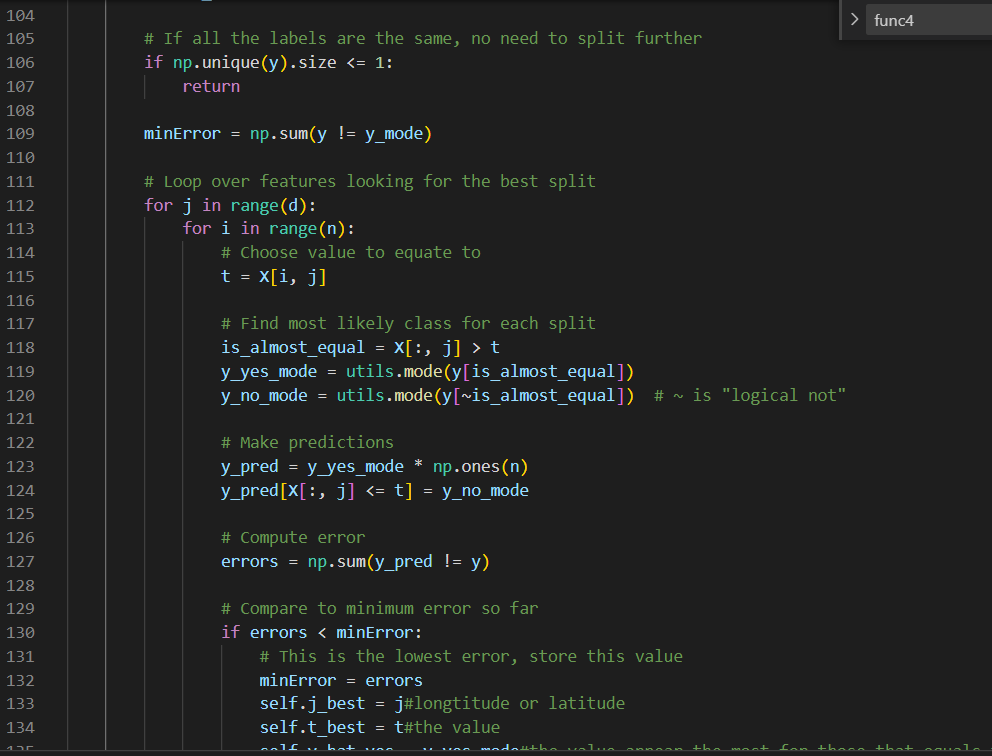 func4
104
105 # If all the labels are the same, no need to split further
106 if np.unique(y).size <= 1:
107 return
108
109 minError = np.sum(y != y_mode)
110
111 # Loop over features looking for the best split
112 for j in range(d):
113 for i in range(n):
114 # Choose value to equate to
115 t = X[i, j]
116
117 # Find most likely class for each split
118 is_almost_equal = X[:, j] > t
119 y_yes_mode = utils.mode(y[is_almost_equal])
120 y_no_mode = utils.mode(y[~is_almost_equal])  # ~ is "logical not"
121
122 # Make predictions
123 y_pred = y_yes_mode * np.ones(n)
124 y_pred[X[:, j] <= t] = y_no_mode
125
126 # Compute error
127 errors = np.sum(y_pred != y)
128
129 # Compare to minimum error so far
130 if errors < minError:
131 # This is the lowest error, store this value
132 minError = errors
133 self.j_best = j#longtitude or latitude
134 self.t_best = t#the value